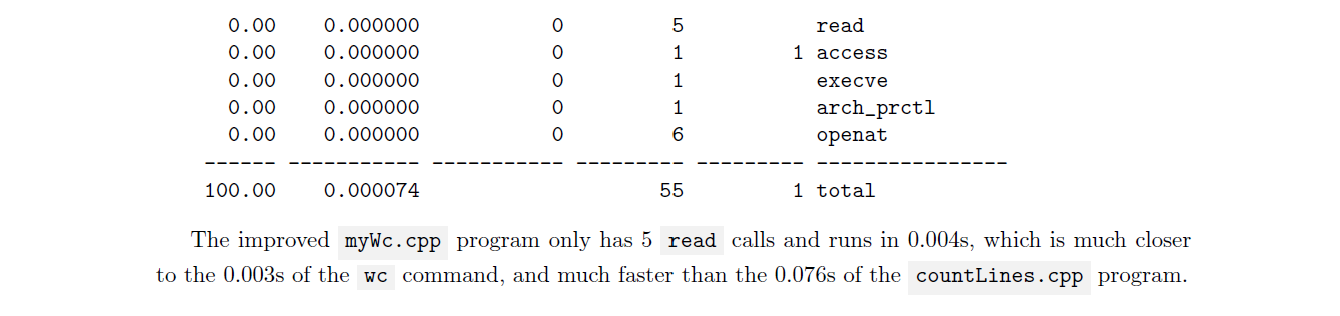 0.00 0.000000 0 5 read
0.00 0.000000 0 1 1 access
0.00 0.000000 0 1 execve
0.00 0.000000 0 1 arch_prctl
0.00 0.000000 0 6 openat
------ ----------- ----------- --------- --------- ----------------
100.00 0.000074 55 1 total
The improved myWc.cpp program only has 5 read calls and runs in 0.004s, which is much closer
to the 0.003s of the wc command, and much faster than the 0.076s of the countLines.cpp program.